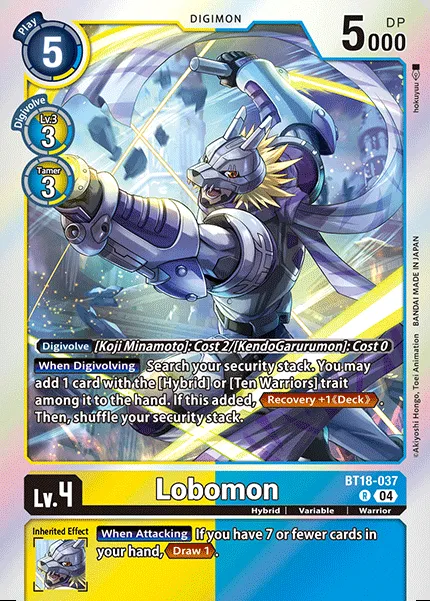 DIGIMON
Play
5
5000
DP
Digivolve
Lv.3
3
Tamer
3
hokuyuu
©Akiyoshi Hongo, Toei Animation BANDAI MADE IN JAPAN
Digivolve [Koji Minamoto]: Cost 2/[KendoGarurumon]: Cost 0
When Digivolving Search your security stack. You may
add 1 card with the [Hybrid] or [Ten Warriors] trait
among it to the hand. If this added, Recovery +1《Deck》.
Then, shuffle your security stack.
BT18-037
Lv.4
Lobomon
R 04
Hybrid | Variable | Warrior
Inherited Effect
When Attacking If you have 7 or fewer cards in
your hand, Draw 1.